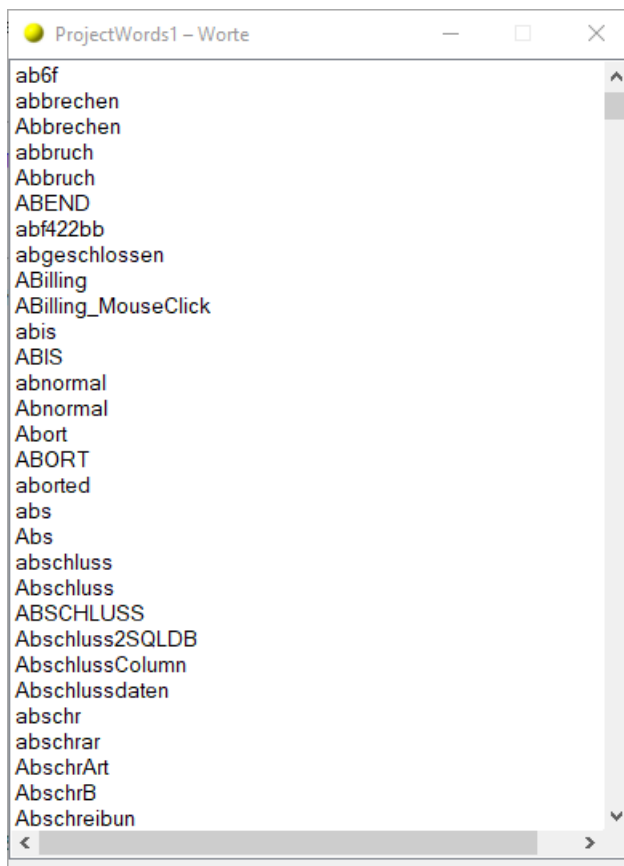 ProjectWords1 – Worte
ab6f
abbrechen
Abbrechen
abbruch
Abbruch
ABEND
abf422bb
abgeschlossen
ABilling
ABilling_MouseClick
abis
ABIS
abnormal
Abnormal
Abort
ABORT
aborted
abs
Abs
abschluss
Abschluss
ABSCHLUSS
Abschluss2SQLDB
AbschlussColumn
Abschlussdaten
abschr
abschrar
AbschrArt
AbschrB
Abschreibun